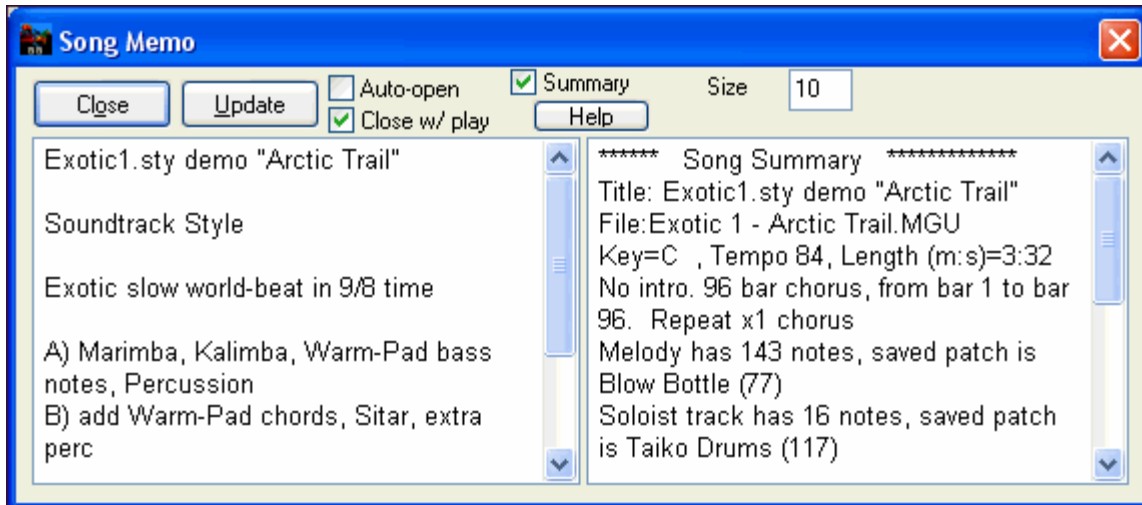 Song Memo
Close
Update
Auto-open
Close w/ play
Summary
Help
Size
10
Exotic1.sty demo "Arctic Trail"
Soundtrack Style
Exotic slow world-beat in 9/8 time
A) Marimba, Kalimba, Warm-Pad bass
notes, Percussion
B) add Warm-Pad chords, Sitar, extra
perc
****** Song Summary *************
Title: Exotic1.sty demo "Arctic Trail"
File:Exotic 1 - Arctic Trail.MGU
Key=C , Tempo 84, Length (m:s)=3:32
No intro. 96 bar chorus, from bar 1 to bar
96. Repeat x1 chorus
Melody has 143 notes, saved patch is
Blow Bottle (77)
Soloist track has 16 notes, saved patch
is Taiko Drums (117)